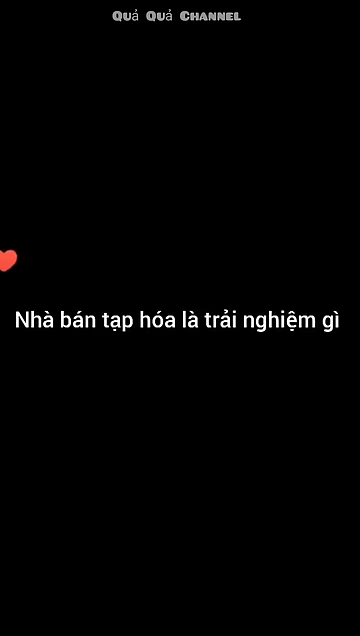 Quả Quả Channel
Nhà bán tạp hóa là trải nghiệm gì